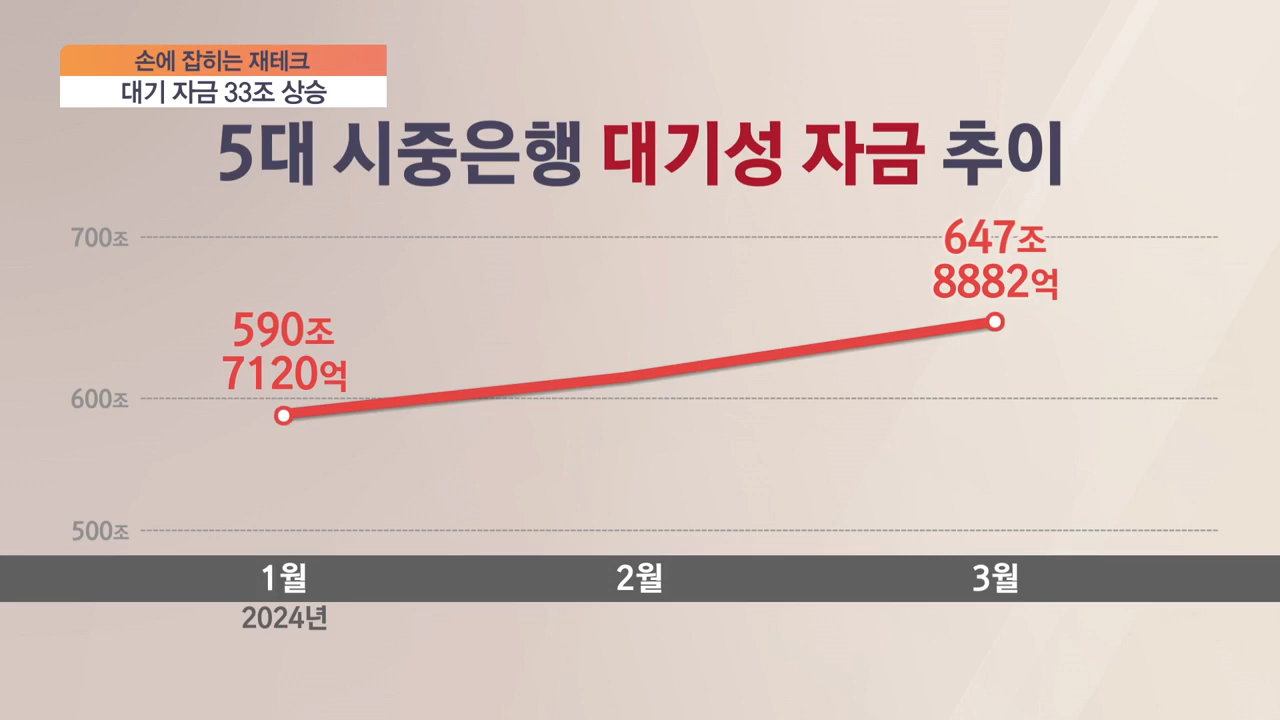 손에 잡히는 재테크
대기 자금 33조 상승
5대 시중은행 대기성 자금 추이
700조
647조
8882억
590조
7120억
600조
500조
1월 2월 3월
2024년